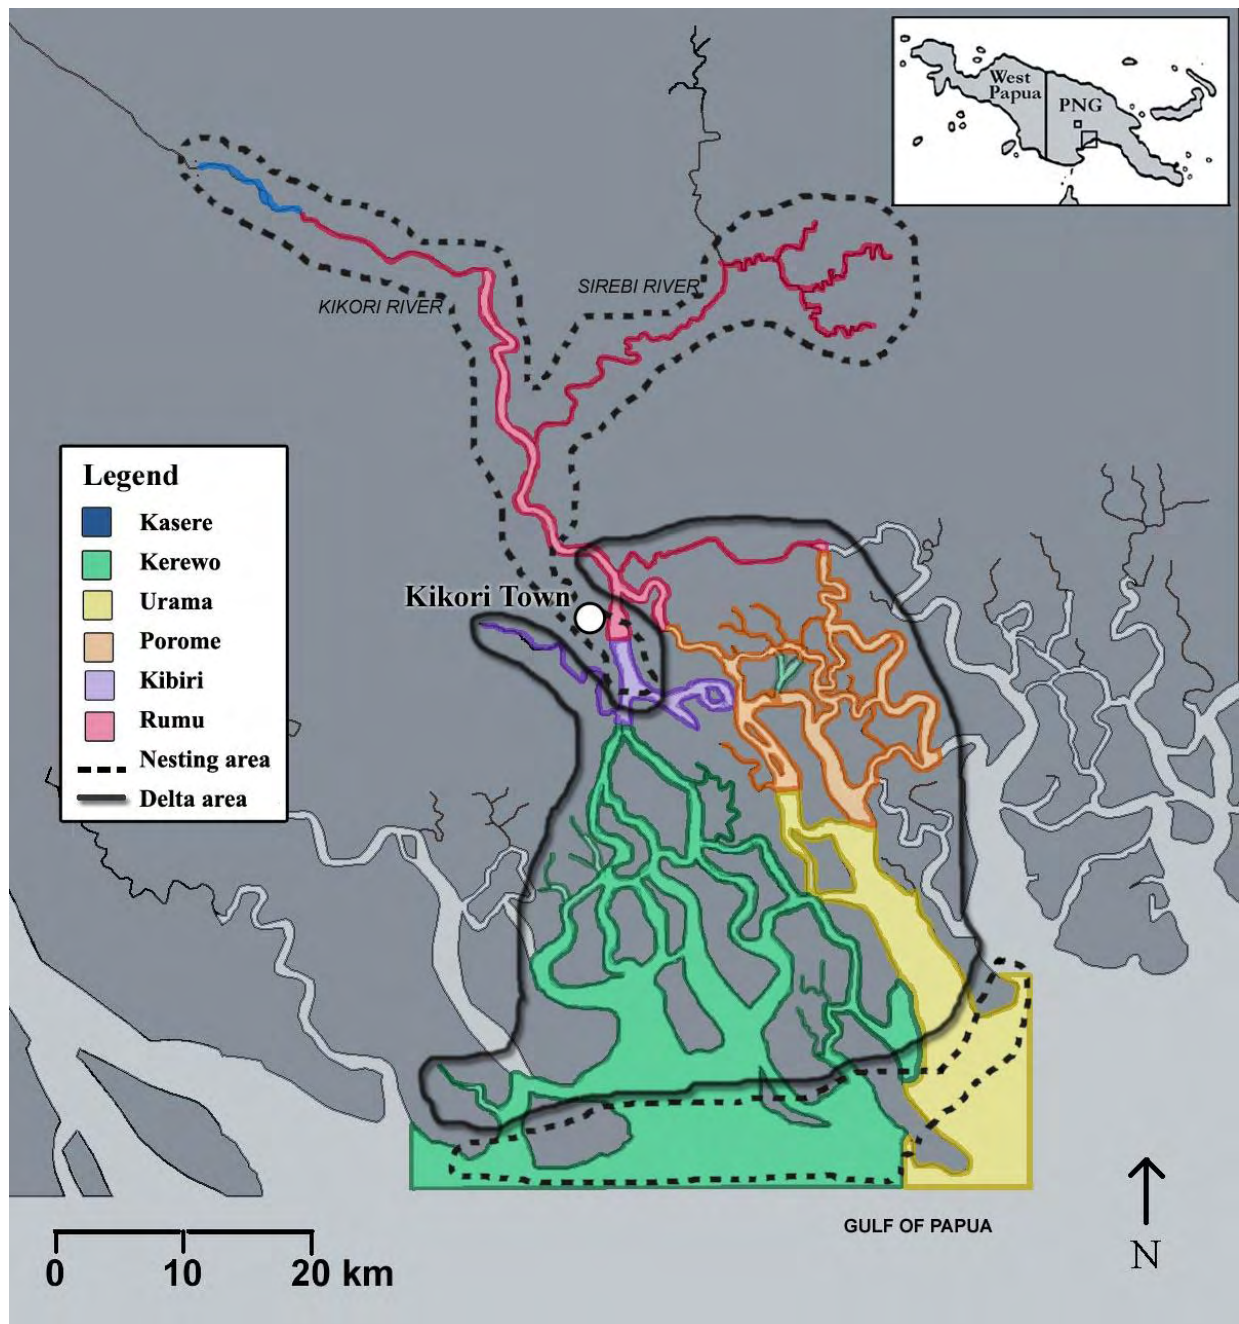 West
Papua
PNG
SIREBI RIVER
KIKORI RIVER
Legend
Kasere
Kerewo
Urama
Porome
Kibiri
Rumu
Nesting area
Delta area
Kikori Town
GULF OF PAPUA
N
0 10 20 km